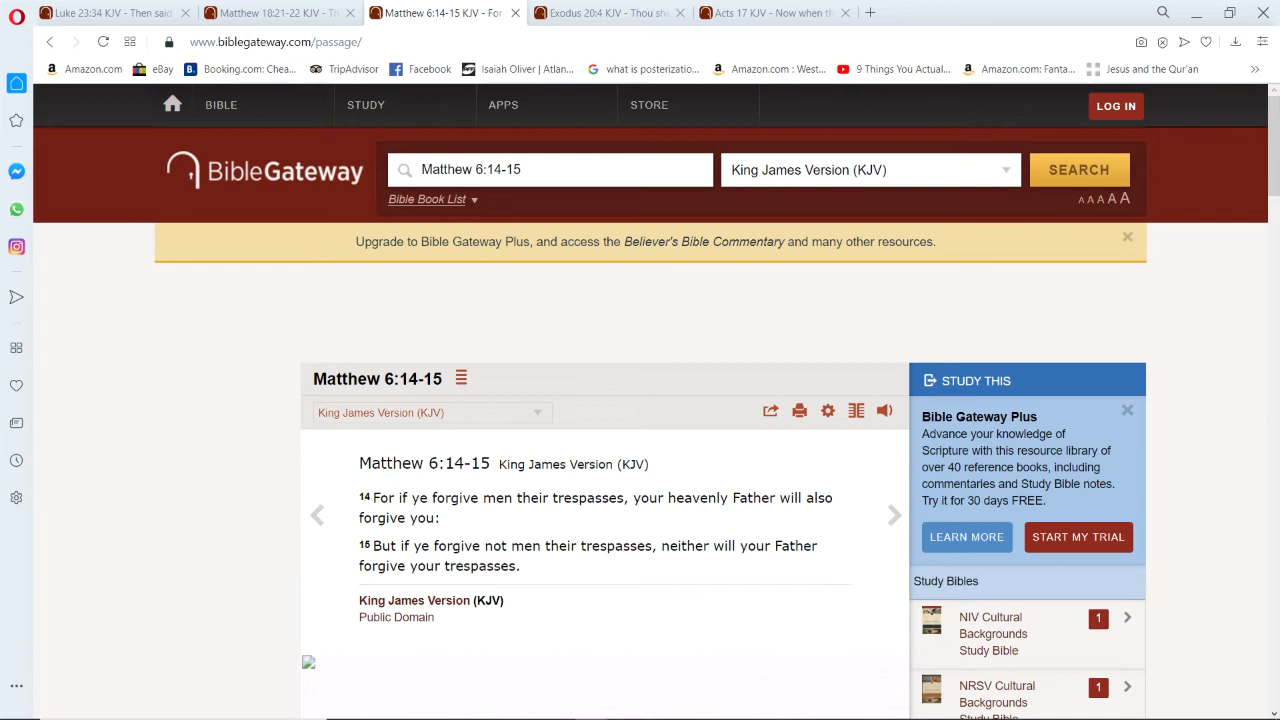 Luke 23:34 KJV - Then said
Matthew 18:21-22 KJV - Th
Matthew 6:14-15 KJV - For
Exodus 20:4 KJV - Thou sha
Acts 17 KJV - Now when th
www.biblegateway.com/passage/
Amazon.com
eBay
Booking.com: Chea...
TripAdvisor
Facebook
Isaiah Oliver | Atlan...
what is posterizatio...
Amazon.com : West...
9 Things You Actual...
Amazon.com: Fanta...
Jesus and the Qur'an
BIBLE
STUDY
APPS
STORE
LOG IN
BibleGateway
Matthew 6:14-15
King James Version (KJV)
SEARCH
Bible Book List
A A A A A
Upgrade to Bible Gateway Plus, and access the Believer's Bible Commentary and many other resources.
Matthew 6:14-15
King James Version (KJV)
Matthew 6:14-15 King James Version (KJV)
14 For if ye forgive men their trespasses, your heavenly Father will also
forgive you:
15 But if ye forgive not men their trespasses, neither will your Father
forgive your trespasses.
King James Version (KJV)
Public Domain
STUDY THIS
Bible Gateway Plus
Advance your knowledge of
Scripture with this resource library of
over 40 reference books, including
commentaries and Study Bible notes.
Try it for 30 days FREE.
LEARN MORE
START MY TRIAL
Study Bibles
NIV Cultural
Backgrounds
Study Bible
1
NRSV Cultural
Backgrounds
Study Bible
1